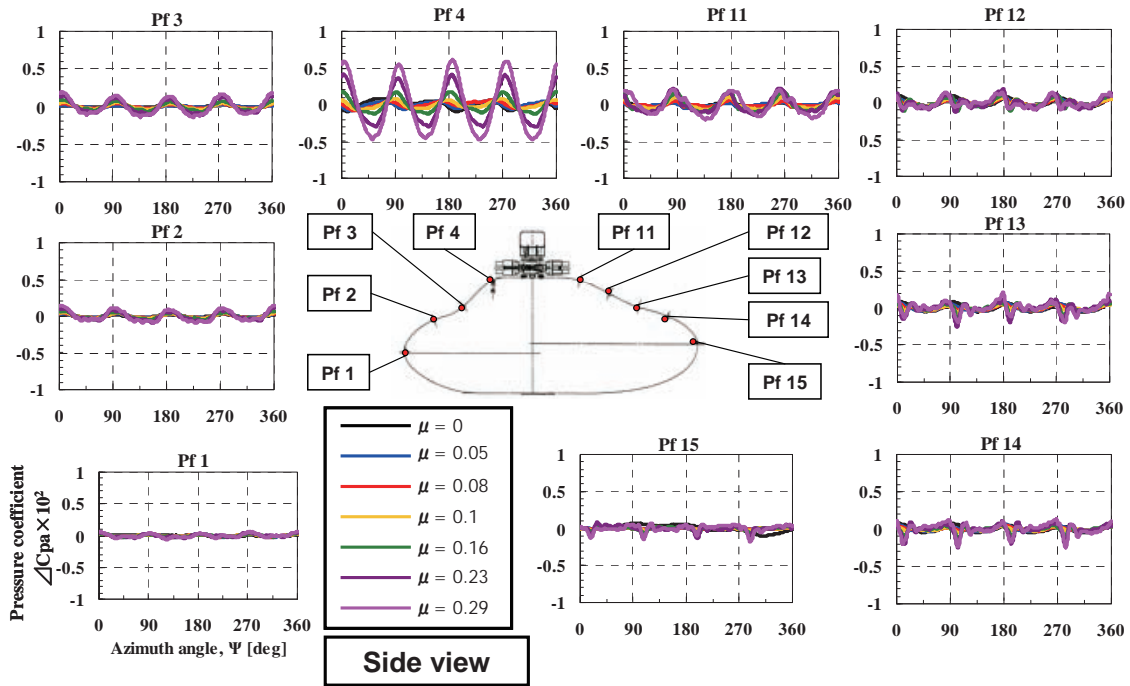 Pf 3
Pf 4
Pf 11
Pf 12
1
0.5
0
-0.5
-1
0 90 180 270 360
1
0.5
0
-0.5
-1
0 90 180 270 360
1
0.5
0
-0.5
-1
0 90 180 270 360
1
0.5
0
-0.5
-1
0 90 180 270 360
Pf 2
1
0.5
0
-0.5
-1
0 90 180 270 360
Pf 3
Pf 4
Pf 11
Pf 12
Pf 2
Pf 13
Pf 14
Pf 1
Pf 15
Pf 13
1
0.5
0
-0.5
-1
0 90 180 270 360
Pf 1
Pressure coefficient
⊿Cpa×10²
1
0.5
0
-0.5
-1
0 90 180 270 360
Azimuth angle, Ψ [deg]
μ = 0
μ = 0.05
μ = 0.08
μ = 0.1
μ = 0.16
μ = 0.23
μ = 0.29
Side view
Pf 15
1
0.5
0
-0.5
-1
0 90 180 270 360
Pf 14
1
0.5
0
-0.5
-1
0 90 180 270 360